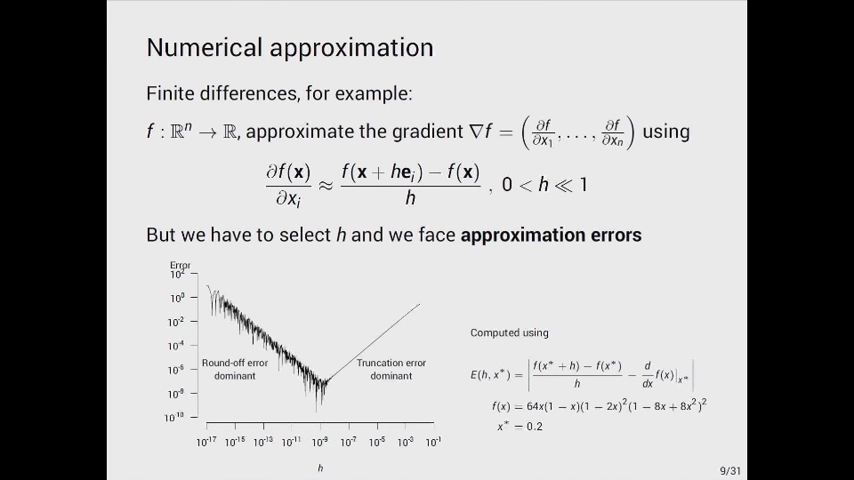 Numerical approximation
Finite differences, for example:
f : ℝⁿ → ℝ, approximate the gradient ∇f = (∂f/∂x₁, . . . , ∂f/∂xₙ) using
∂f(x)/∂xᵢ ≈ (f(x + heᵢ) − f(x))/h , 0 < h ≪ 1
But we have to select h and we face approximation errors
Error
10²
10⁰
10⁻²
10⁻⁴
10⁻⁶
10⁻⁸
10⁻¹⁰
Round-off error
dominant
Truncation error
dominant
10⁻¹⁷ 10⁻¹⁵ 10⁻¹³ 10⁻¹¹ 10⁻⁹ 10⁻⁷ 10⁻⁵ 10⁻³ 10⁻¹
h
Computed using
E(h, x*) = | (f(x* + h) − f(x*))/h − d/dx f(x)|ₓ* |
f(x) = 64x(1 − x)(1 − 2x)²(1 − 8x + 8x²)²
x* = 0.2
9/31